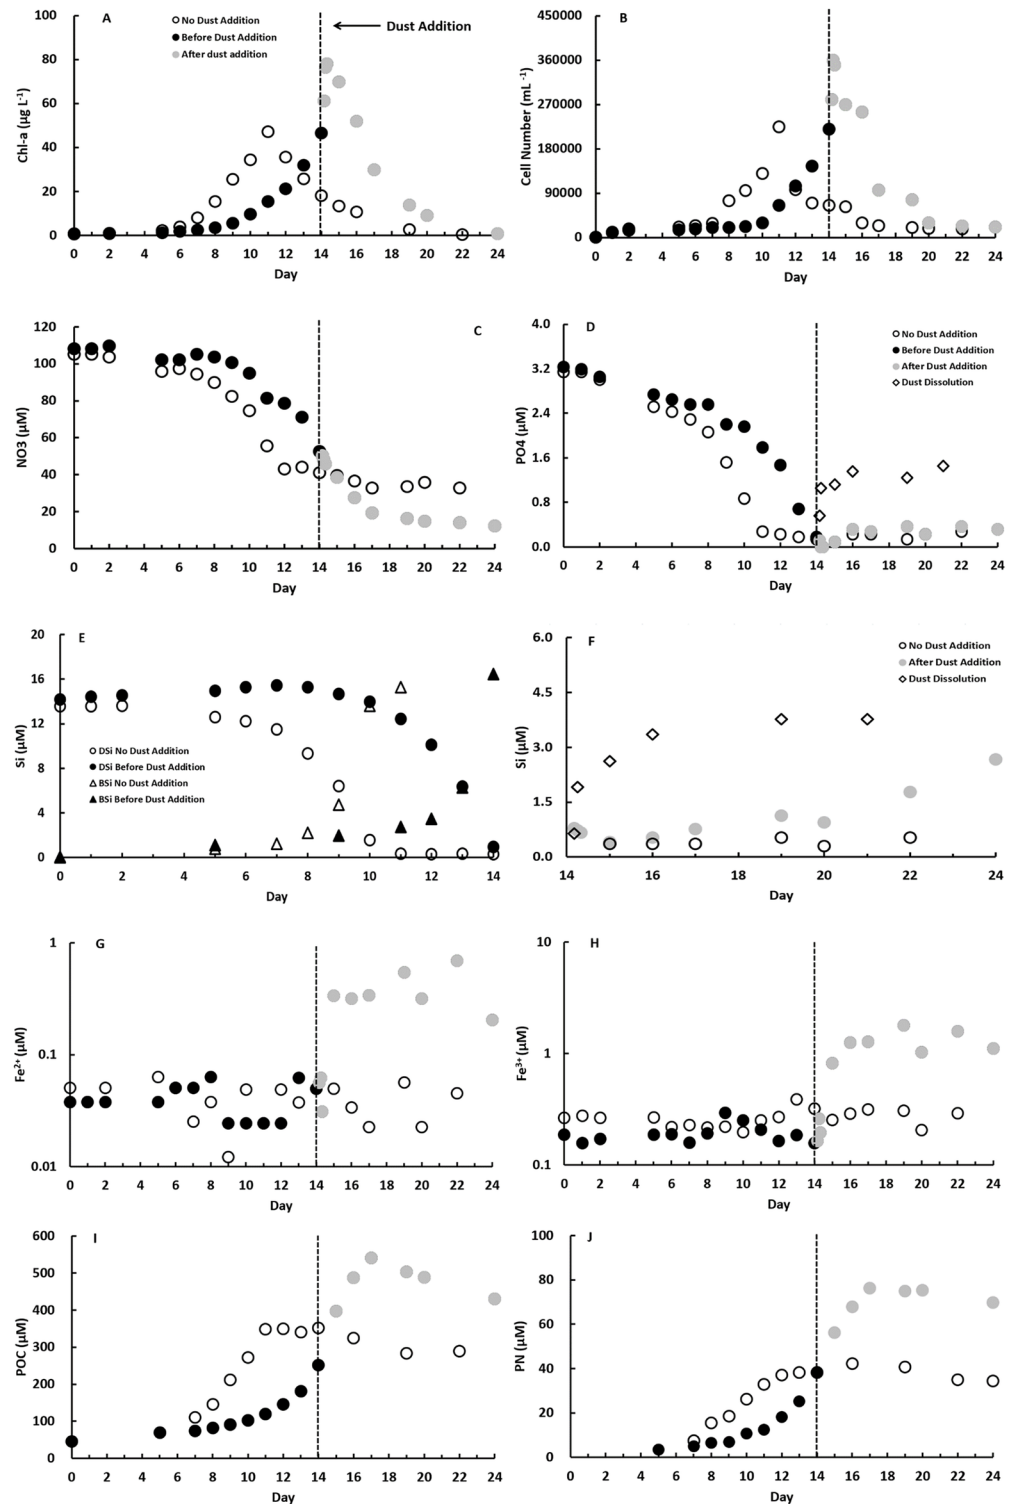 A
No Dust Addition
Before Dust Addition
After dust addition
Dust Addition
100
80
60
40
20
0
Chl-a (µg L-1)
0 2 4 6 8 10 12 14 16 18 20 22 24
Day
B
450000
360000
270000
180000
90000
0
Cell Number (mL -1)
0 2 4 6 8 10 12 14 16 18 20 22 24
Day
C
120
100
80
60
40
20
0
NO3 (µM)
0 2 4 6 8 10 12 14 16 18 20 22 24
Day
D
No Dust Addition
Before Dust Addition
After Dust Addition
Dust Dissolution
4.0
3.2
2.4
1.6
0.8
0.0
PO4 (µM)
0 2 4 6 8 10 12 14 16 18 20 22 24
Day
E
20
16
12
8
4
0
Si (µM)
DSi No Dust Addition
DSi Before Dust Addition
BSi No Dust Addition
BSi Before Dust Addition
0 2 4 6 8 10 12 14
Day
F
No Dust Addition
After Dust Addition
Dust Dissolution
6.0
4.5
3.0
1.5
0.0
Si (µM)
14 16 18 20 22 24
Day
G
1
0.1
0.01
Fe2+ (µM)
0 2 4 6 8 10 12 14 16 18 20 22 24
Day
H
10
1
0.1
Fe3+ (µM)
0 2 4 6 8 10 12 14 16 18 20 22 24
Day
I
600
500
400
300
200
100
0
POC (µM)
0 2 4 6 8 10 12 14 16 18 20 22 24
Day
J
100
80
60
40
20
0
PN (µM)
0 2 4 6 8 10 12 14 16 18 20 22 24
Day